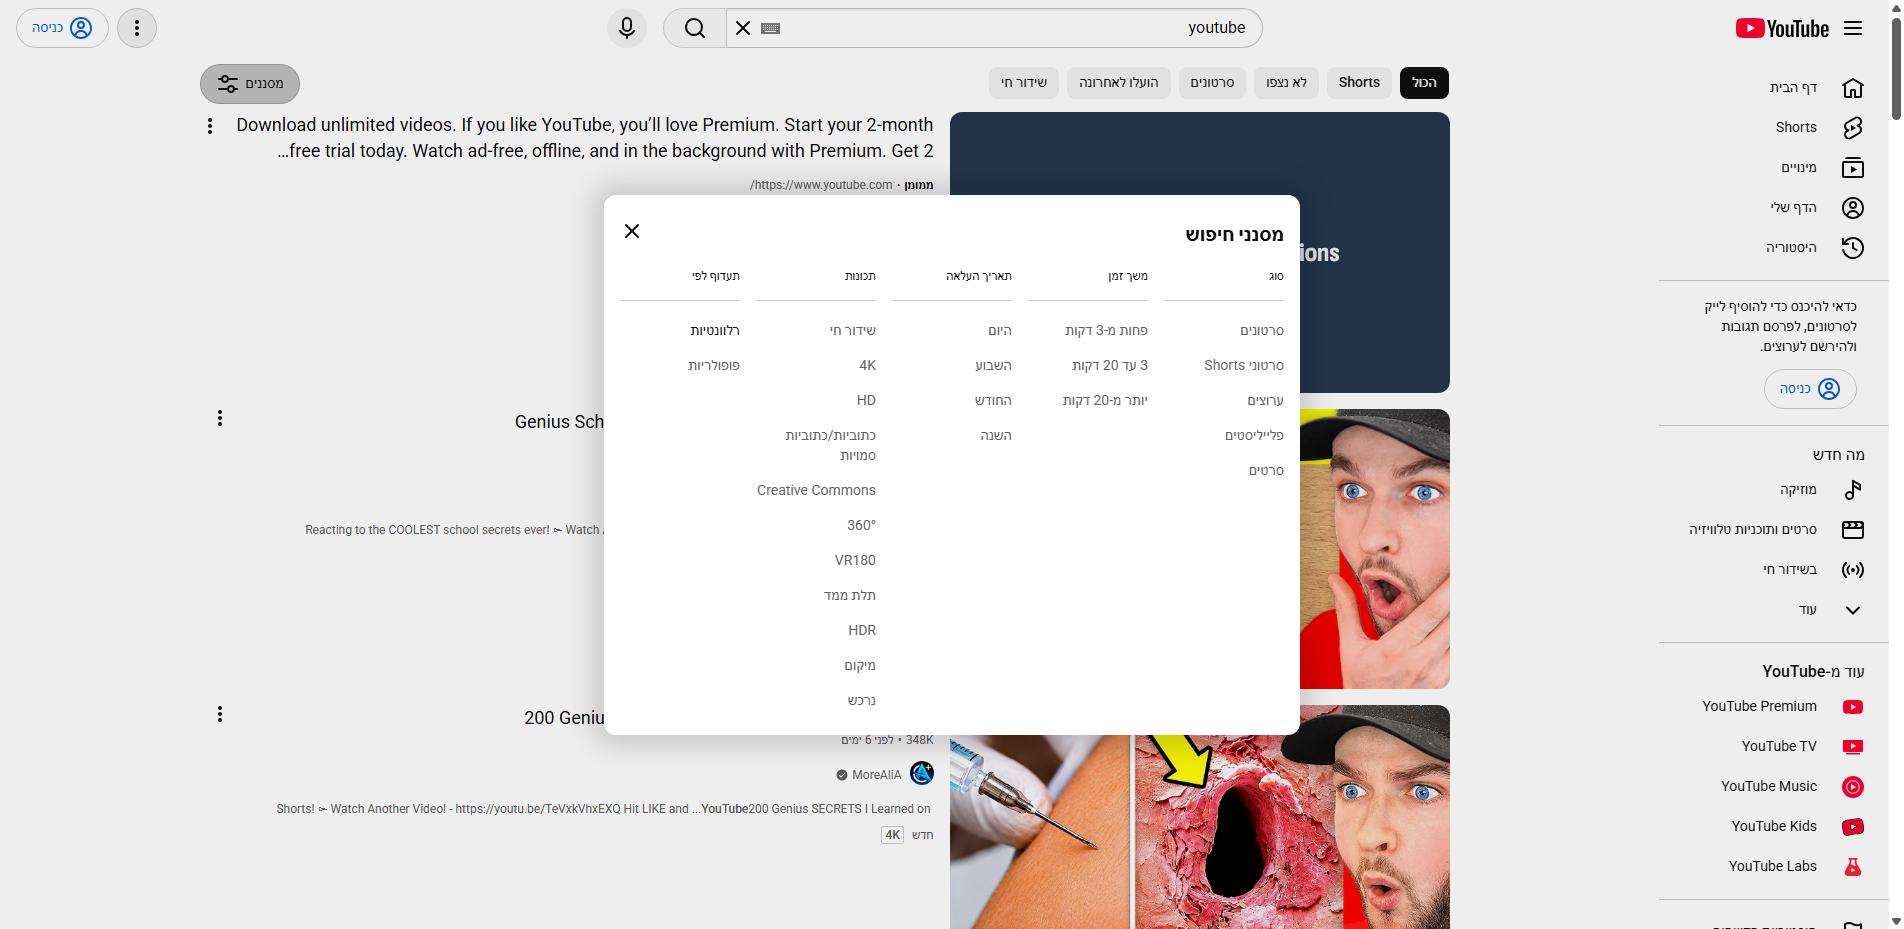 YouTube
youtube
כניסה
הכול
Shorts
לא נצפו
סרטונים
הועלו לאחרונה
שידור חי
מסננים
דף הבית
Shorts
מינויים
הדף שלי
היסטוריה
כדאי להיכנס כדי להוסיף לייק
לסרטונים, לפרסם תגובות
ולהירשם לערוצים.
כניסה
מה חדש
מוזיקה
סרטים ותוכניות טלוויזיה
בשידור חי
עוד
עוד מ-YouTube
YouTube Premium
YouTube TV
YouTube Music
YouTube Kids
YouTube Labs
Download unlimited videos. If you like YouTube, you’ll love Premium. Start your 2-month
free trial today. Watch ad-free, offline, and in the background with Premium. Get 2...
ממומן • https://www.youtube.com/
ions
מסנני חיפוש
סוג
סרטונים
סרטוני Shorts
ערוצים
פלייליסטים
סרטים
משך זמן
פחות מ-3 דקות
3 עד 20 דקות
יותר מ-20 דקות
תאריך העלאה
היום
השבוע
החודש
השנה
תכונות
שידור חי
4K
HD
כתוביות/כתוביות
סמויות
Creative Commons
360°
VR180
תלת ממד
HDR
מיקום
נרכש
תעדוף לפי
רלוונטיות
פופולריות
Genius Sch
Reacting to the COOLEST school secrets ever! ➛ Watch
200 Geniu
348K • לפני 6 ימים
MoreAliA
Shorts! ➛ Watch Another Video! - https://youtu.be/TeVxkVhxEXQ Hit LIKE and ...YouTube200 Genius SECRETS I Learned on
חדש
4K